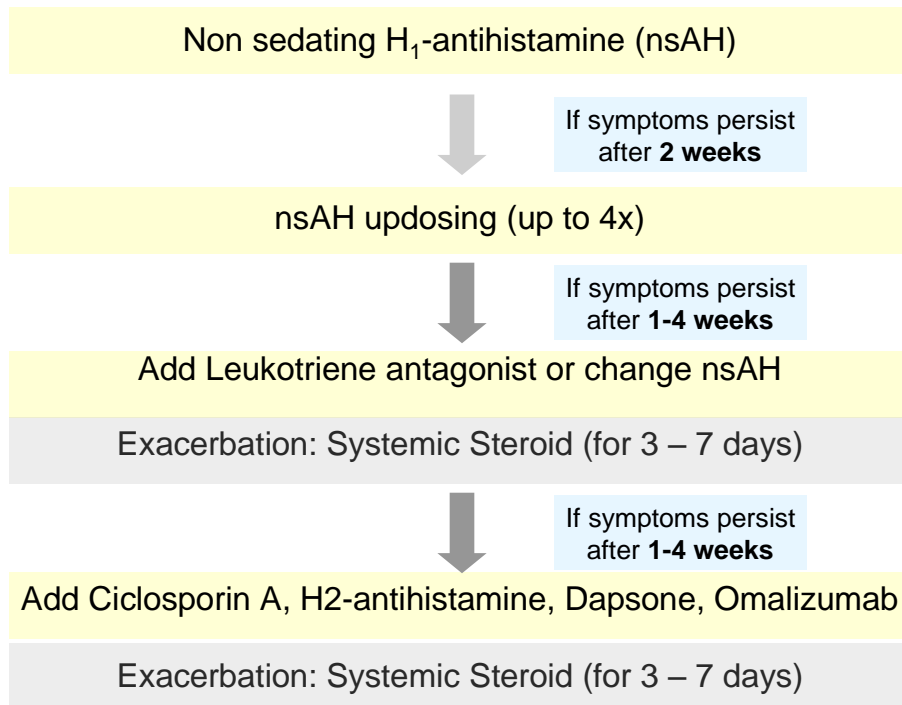 Non sedating H₁-antihistamine (nsAH)
If symptoms persist
after 2 weeks
nsAH updosing (up to 4x)
If symptoms persist
after 1-4 weeks
Add Leukotriene antagonist or change nsAH
Exacerbation: Systemic Steroid (for 3 – 7 days)
If symptoms persist
after 1-4 weeks
Add Ciclosporin A, H2-antihistamine, Dapsone, Omalizumab
Exacerbation: Systemic Steroid (for 3 – 7 days)